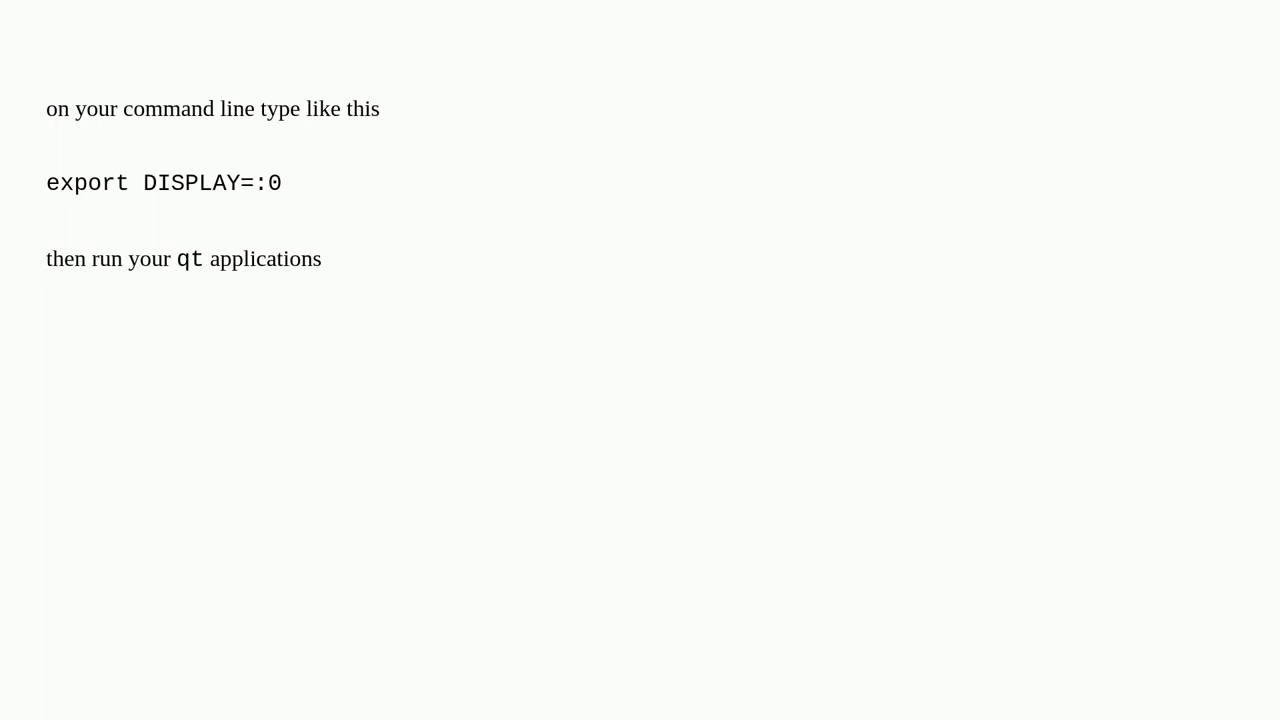 on your command line type like this
export DISPLAY=:0
then run your qt applications